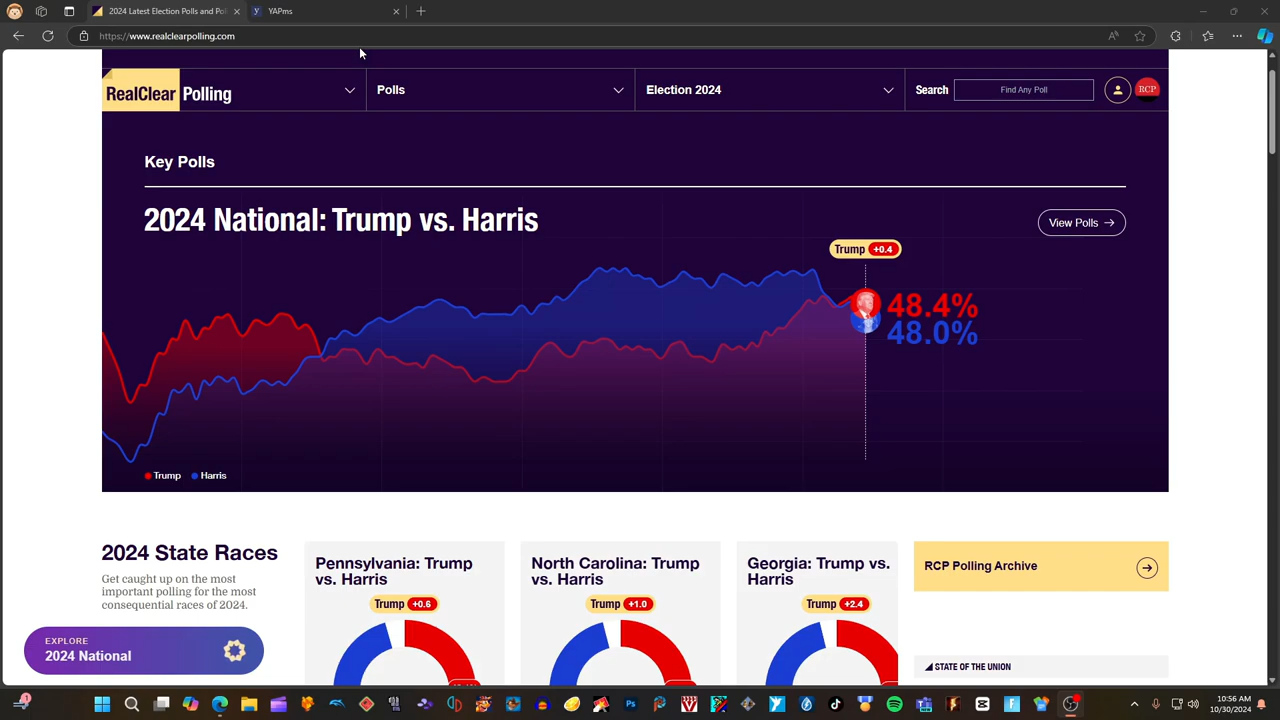 2024 Latest Election Polls and Pol
YAPms
https://www.realclearpolling.com
RealClear Polling
Polls
Election 2024
Search
Find Any Poll
RCP
Key Polls
2024 National: Trump vs. Harris
View Polls
Trump +0.4
48.4%
48.0%
Trump
Harris
2024 State Races
Get caught up on the most
important polling for the most
consequential races of 2024.
EXPLORE
2024 National
Pennsylvania: Trump
vs. Harris
Trump +0.6
North Carolina: Trump
vs. Harris
Trump +1.0
Georgia: Trump vs.
Harris
Trump +2.4
RCP Polling Archive
STATE OF THE UNION
10:56 AM
10/30/2024